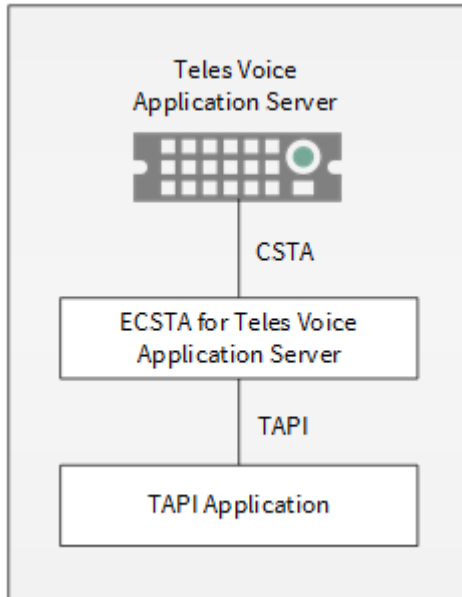 Teles Voice
Application Server
CSTA
ECSTA for Teles Voice
Application Server
TAPI
TAPI Application